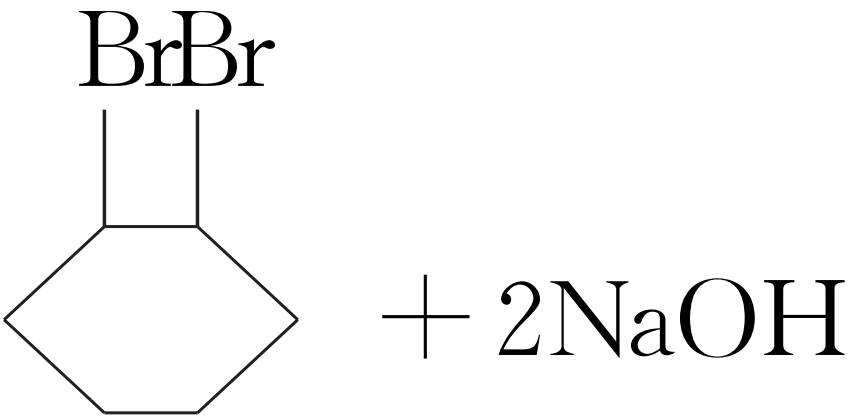 BrBr
+ 2NaOH